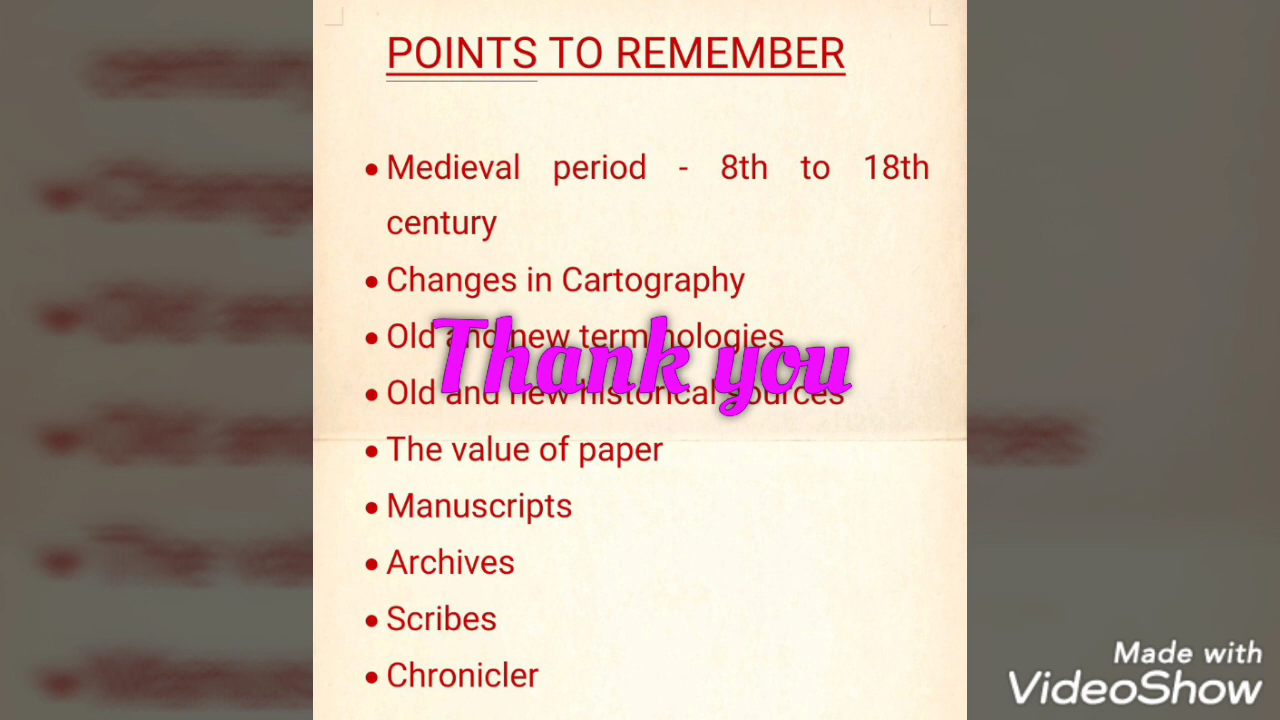 POINTS TO REMEMBER
• Medieval period - 8th to 18th
century
• Changes in Cartography
• Old and new terminologies
Thank you
• Old and new historical sources
• The value of paper
• Manuscripts
• Archives
• Scribes
• Chronicler
Made with
VideoShow